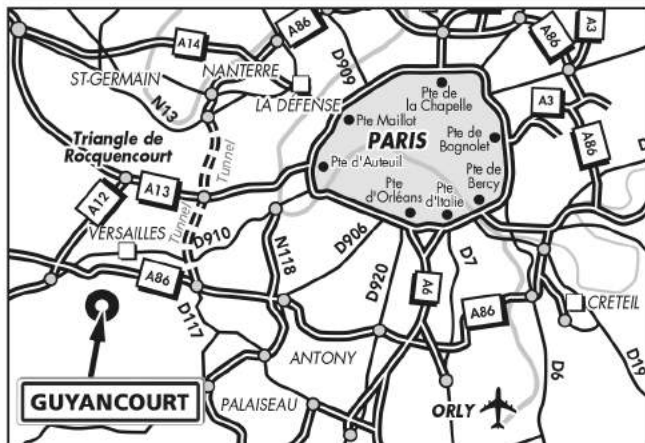 A14
A86
D909
A86
A3
ST-GERMAIN
NANTERRE
LA DÉFENSE
N13
Pte de
la Chapelle
A3
Pte Maillot
PARIS
Pte de
Bagnolet
A86
Triangle de
Rocquencourt
Tunnel
Pte d'Auteuil
Pte de
Bercy
A12
A13
Pte
d'Orléans
Pte
d'Italie
VERSAILLES
Tunnel
D910
N118
D906
D920
D7
A6
A86
D117
A86
CRÉTEIL
ANTONY
D6
D19
GUYANCOURT
PALAISEAU
ORLY